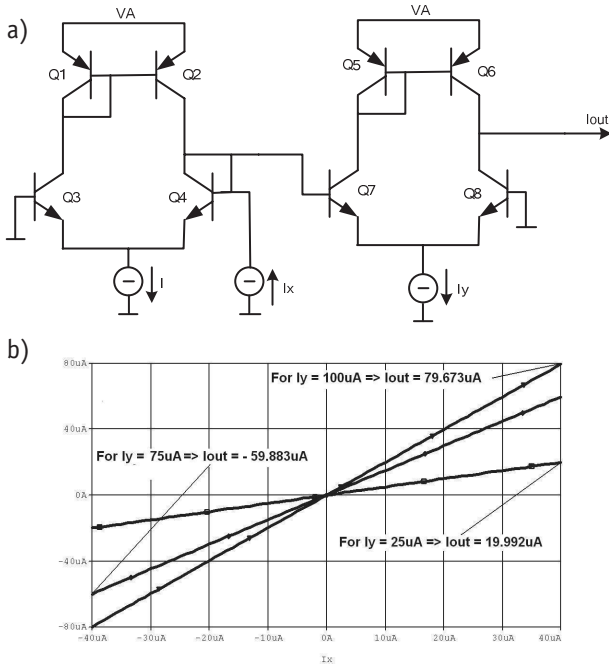 a)
VA
VA
Q1
Q2
Q5
Q6
Iout
Q3
Q4
Q7
Q8
I
Ix
Iy
b)
80uA
For Iy = 100uA => Iout = 79.673uA
40uA
For Iy = 75uA => Iout = - 59.883uA
0A
For Iy = 25uA => Iout = 19.992uA
-40uA
-80uA
-40uA -30uA -20uA -10uA 0A 10uA 20uA 30uA 40uA
Ix